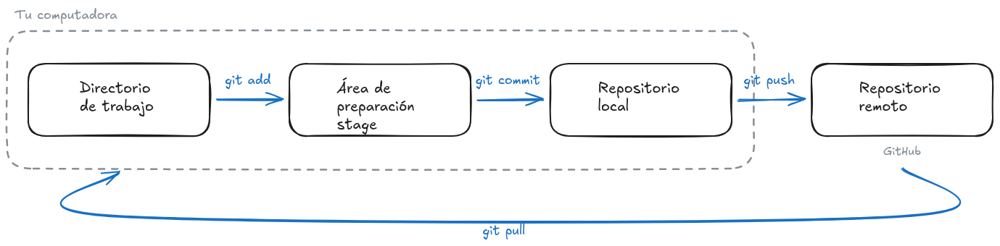 Tu computadora
Directorio
de trabajo
git add
Área de
preparación
stage
git commit
Repositorio
local
git push
Repositorio
remoto
GitHub
git pull